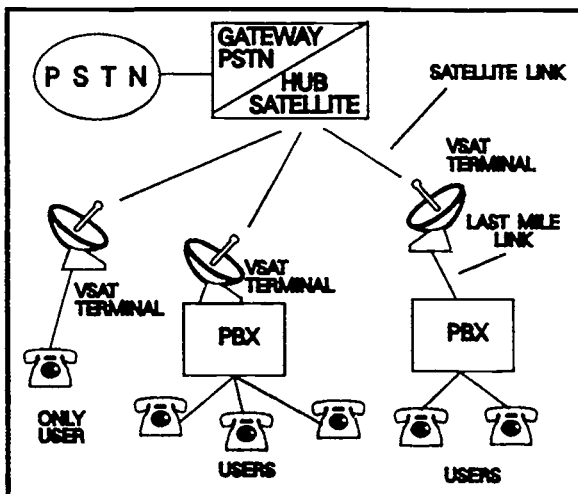 GATEWAY
PSTN
HUB
SATELLITE
P S T N
SATELLITE LINK
VSAT
TERMINAL
LAST MILE
LINK
VSAT
TERMINAL
VSAT
TERMINAL
PBX
PBX
ONLY
USER
USERS
USERS